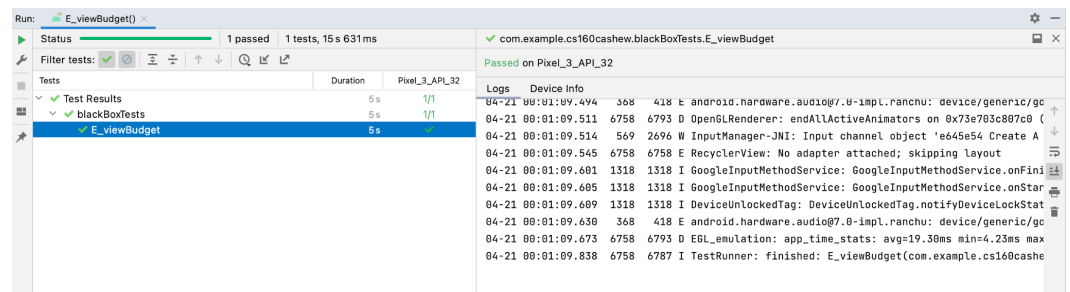 Run: E_viewBudget()
Status 1 passed 1 tests, 15 s 631 ms
com.example.cs160cashew.blackBoxTests.E_viewBudget
Filter tests:
Passed on Pixel_3_API_32
Tests Duration Pixel_3_API_32
Logs Device Info
Test Results 5 s 1/1
blackBoxTests 5 s 1/1
E_viewBudget 5 s
04-21 00:01:09.494 368 418 E android.hardware.audio@7.0-impl.ranchu: device/generic/go
04-21 00:01:09.511 6758 6793 D OpenGLRenderer: endAllActiveAnimators on 0x73e703c807c0 (
04-21 00:01:09.514 569 2696 W InputManager-JNI: Input channel object 'e645e54 Create A
04-21 00:01:09.545 6758 6758 E RecyclerView: No adapter attached; skipping layout
04-21 00:01:09.601 1318 1318 I GoogleInputMethodService: GoogleInputMethodService.onFini
04-21 00:01:09.605 1318 1318 I GoogleInputMethodService: GoogleInputMethodService.onStar
04-21 00:01:09.609 1318 1318 I DeviceUnlockedTag: DeviceUnlockedTag.notifyDeviceLockStat
04-21 00:01:09.630 368 418 E android.hardware.audio@7.0-impl.ranchu: device/generic/go
04-21 00:01:09.673 6758 6793 D EGL_emulation: app_time_stats: avg=19.30ms min=4.23ms max
04-21 00:01:09.838 6758 6787 I TestRunner: finished: E_viewBudget(com.example.cs160cashe